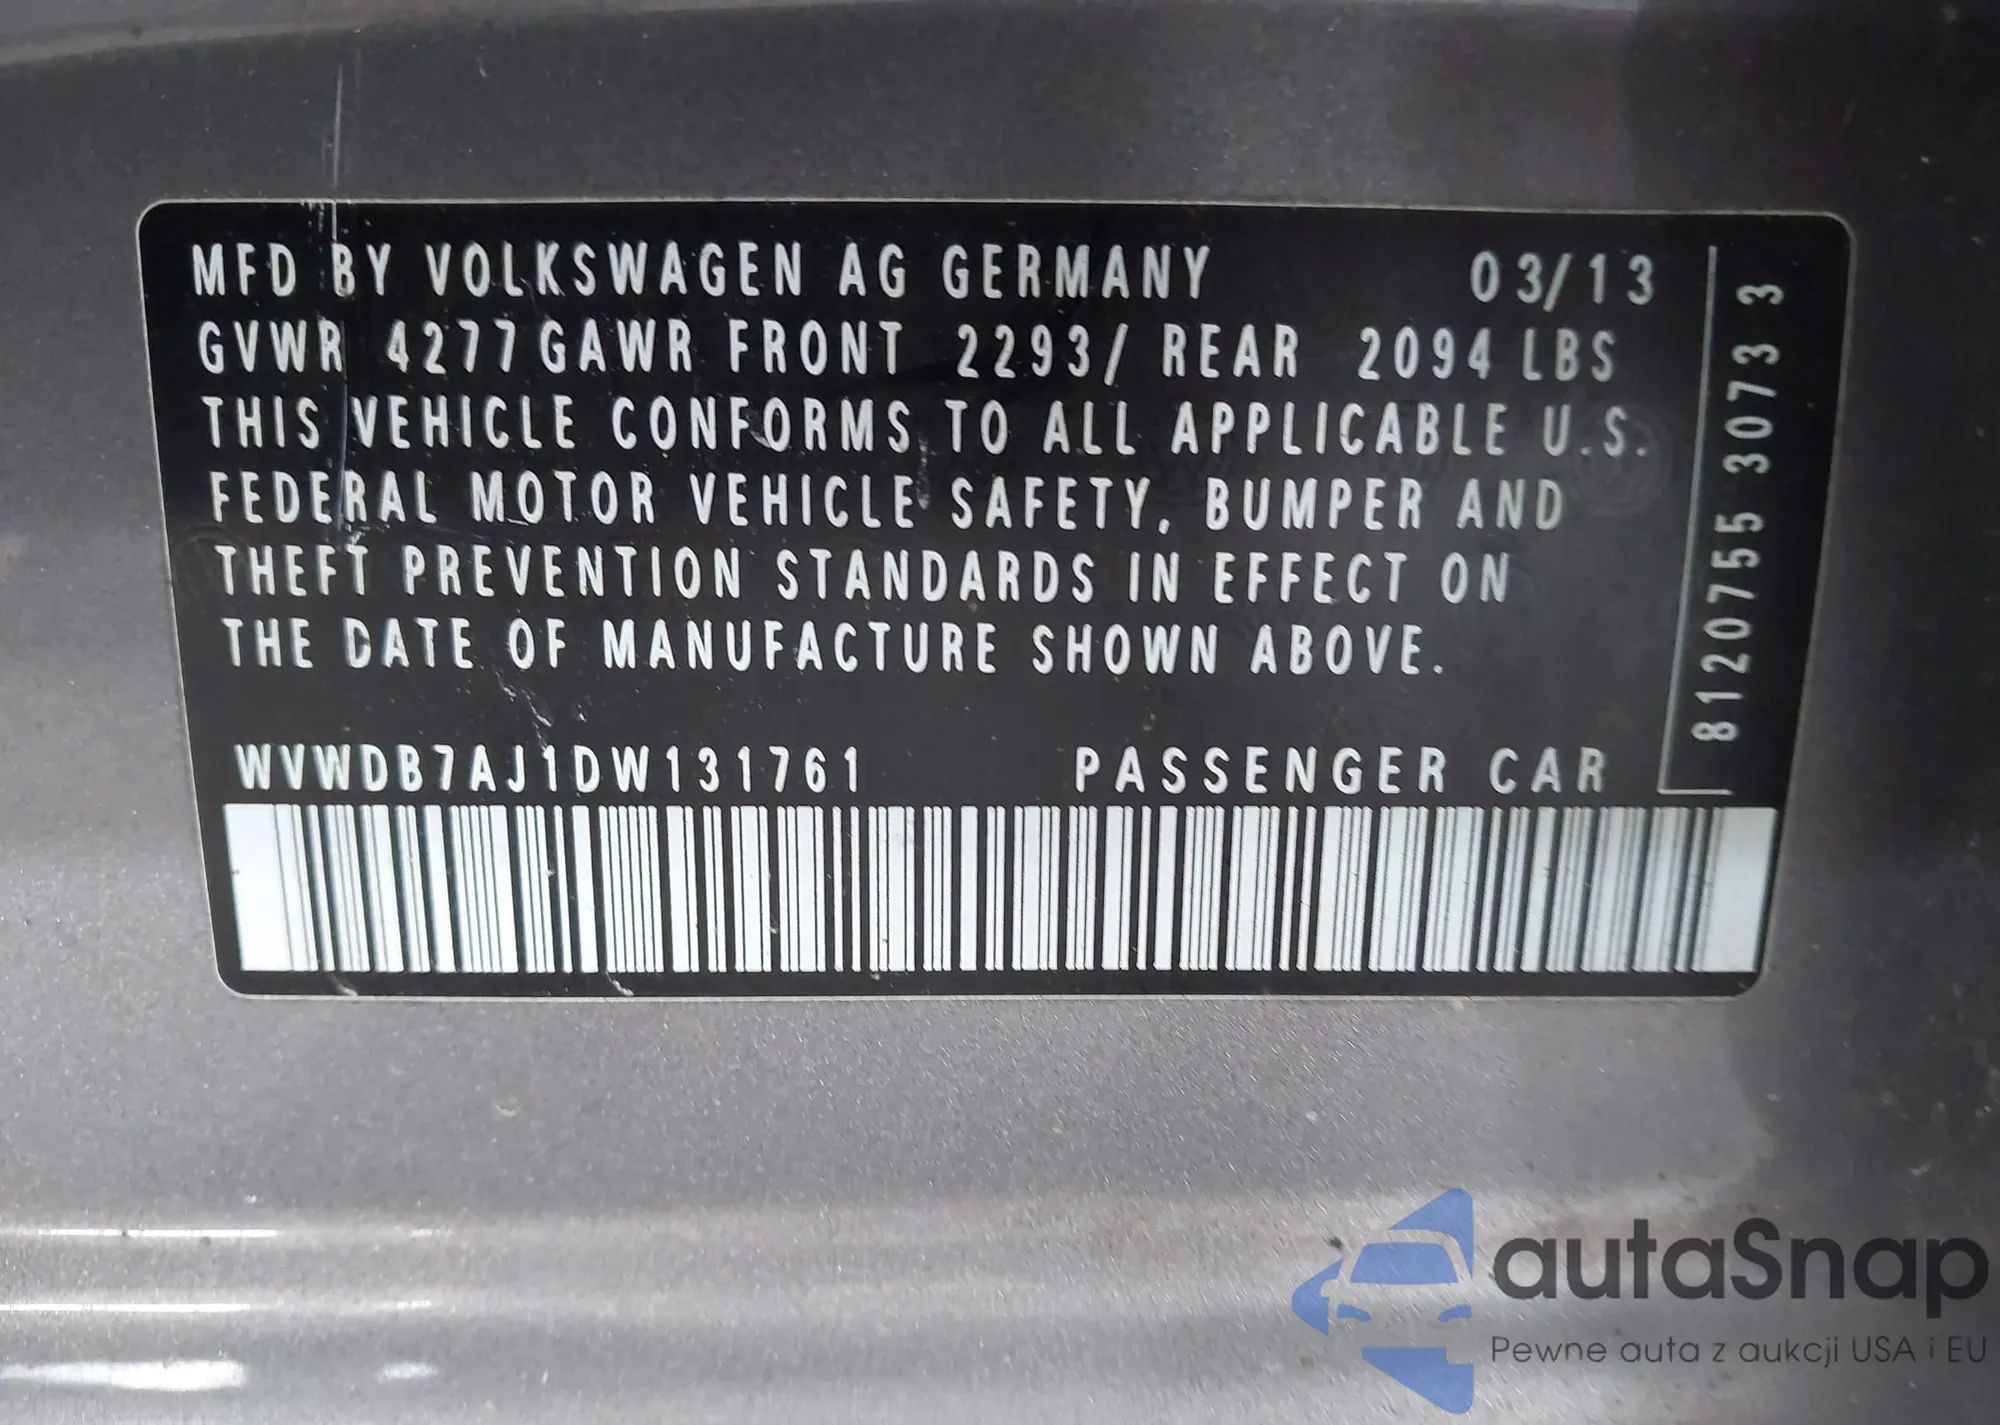 MFD BY VOLKSWAGEN AG GERMANY 03/13
GVWR 4277 GAWR FRONT 2293/ REAR 2094 LBS
THIS VEHICLE CONFORMS TO ALL APPLICABLE U.S.
FEDERAL MOTOR VEHICLE SAFETY, BUMPER AND
THEFT PREVENTION STANDARDS IN EFFECT ON
THE DATE OF MANUFACTURE SHOWN ABOVE.
WVWDB7AJ1DW131761 PASSENGER CAR
8120755 3073 3
autaSnap
Pewne auta z aukcji USA i EU